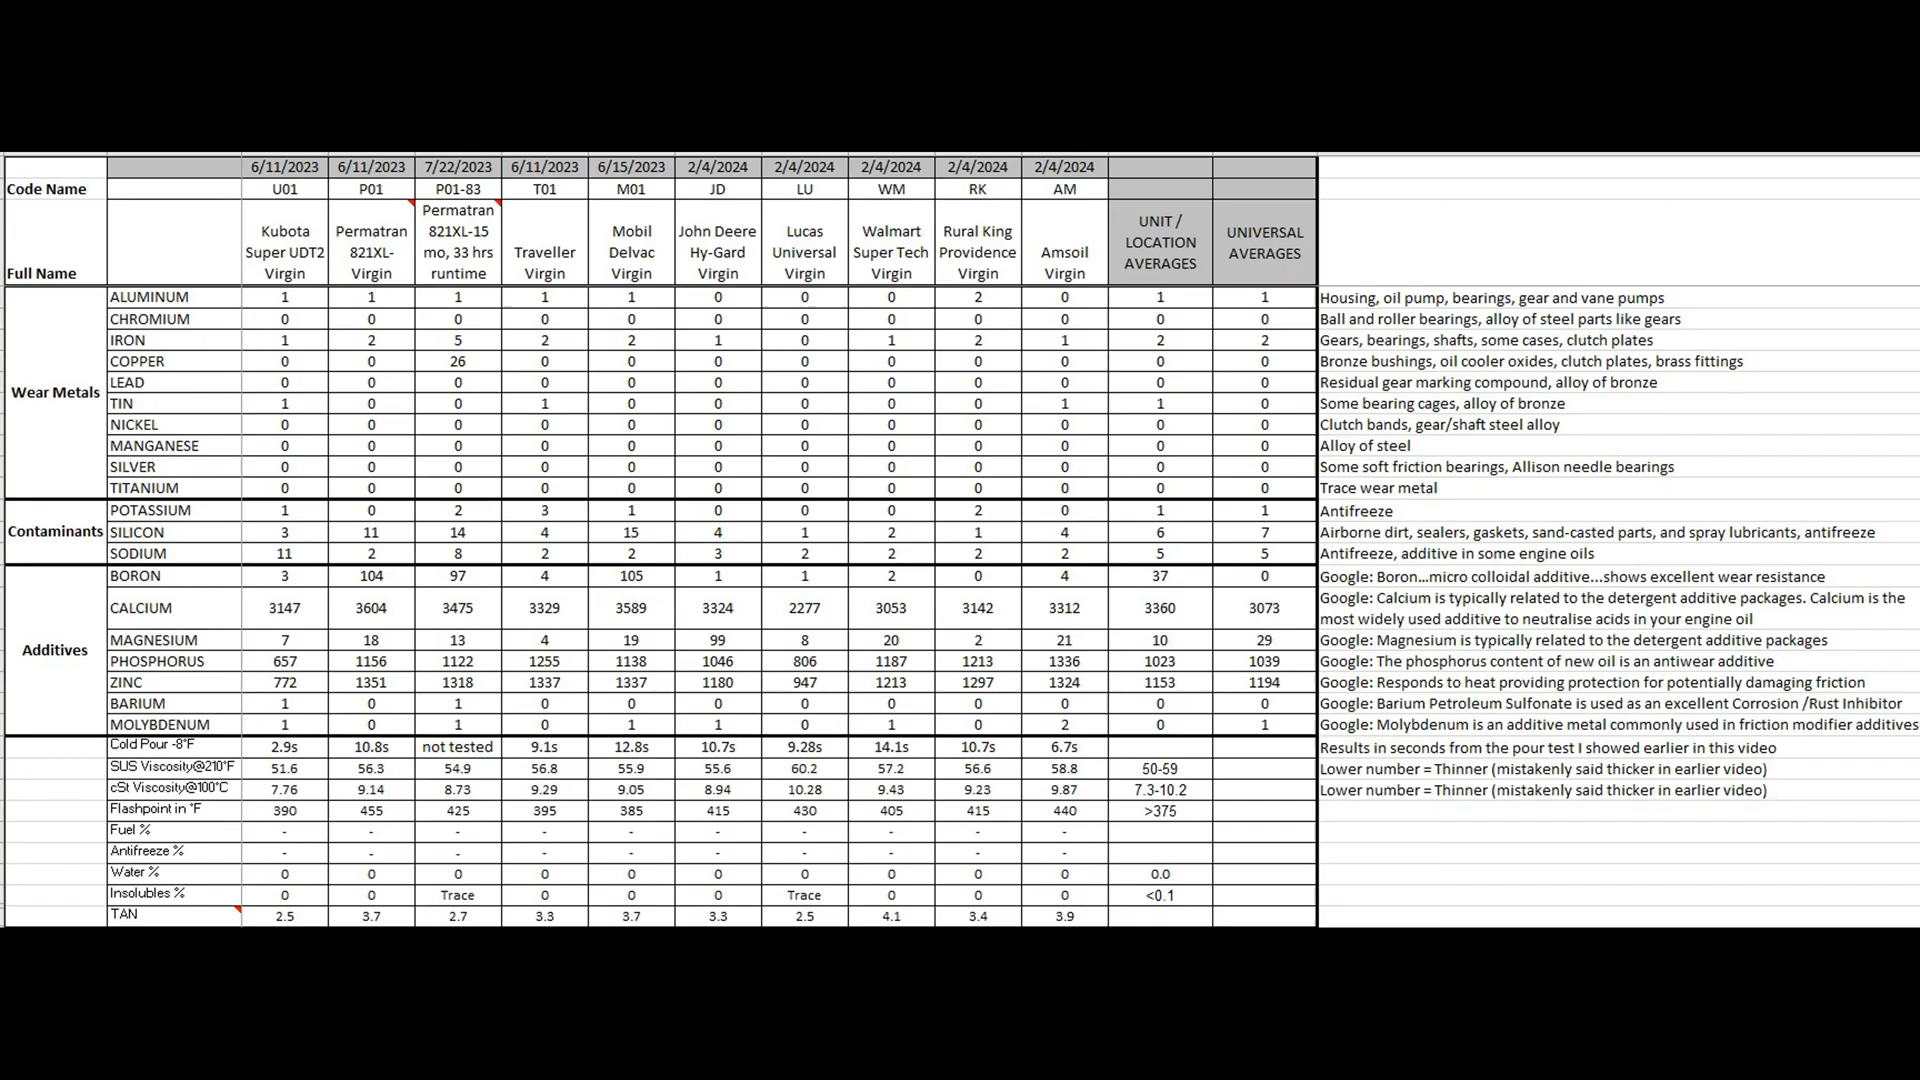 6/11/2023 6/11/2023 7/22/2023 6/11/2023 6/15/2023 2/4/2024 2/4/2024 2/4/2024 2/4/2024 2/4/2024
Code Name U01 P01 P01-83 T01 M01 JD LU WM RK AM
Full Name Kubota Super UDT2 Virgin Permatran 821XL- Virgin Permatran 821XL-15 mo, 33 hrs runtime Traveller Virgin Mobil Delvac Virgin John Deere Hy-Gard Virgin Lucas Universal Virgin Walmart Super Tech Virgin Rural King Providence Virgin Amsoil Virgin UNIT / LOCATION AVERAGES UNIVERSAL AVERAGES
Wear Metals
ALUMINUM 1 1 1 1 1 0 0 0 2 0 1 1 Housing, oil pump, bearings, gear and vane pumps
CHROMIUM 0 0 0 0 0 0 0 0 0 0 0 0 Ball and roller bearings, alloy of steel parts like gears
IRON 1 2 5 2 2 1 0 1 2 1 2 2 Gears, bearings, shafts, some cases, clutch plates
COPPER 0 0 26 0 0 0 0 0 0 0 0 0 Bronze bushings, oil cooler oxides, clutch plates, brass fittings
LEAD 0 0 0 0 0 0 0 0 0 0 0 0 Residual gear marking compound, alloy of bronze
TIN 1 0 0 1 0 0 0 0 0 1 1 0 Some bearing cages, alloy of bronze
NICKEL 0 0 0 0 0 0 0 0 0 0 0 0 Clutch bands, gear/shaft steel alloy
MANGANESE 0 0 0 0 0 0 0 0 0 0 0 0 Alloy of steel
SILVER 0 0 0 0 0 0 0 0 0 0 0 0 Some soft friction bearings, Allison needle bearings
TITANIUM 0 0 0 0 0 0 0 0 0 0 0 0 Trace wear metal
Contaminants
POTASSIUM 1 0 2 3 1 0 0 0 2 0 1 1 Antifreeze
SILICON 3 11 14 4 15 4 1 2 1 4 6 7 Airborne dirt, sealers, gaskets, sand-casted parts, and spray lubricants, antifreeze
SODIUM 11 2 8 2 2 3 2 2 2 2 5 5 Antifreeze, additive in some engine oils
Additives
BORON 3 104 97 4 105 1 1 2 0 4 37 0 Google: Boron...micro colloidal additive...shows excellent wear resistance
CALCIUM 3147 3604 3475 3329 3589 3324 2277 3053 3142 3312 3360 3073 Google: Calcium is typically related to the detergent additive packages. Calcium is the
most widely used additive to neutralise acids in your engine oil
MAGNESIUM 7 18 13 4 19 99 8 20 2 21 10 29 Google: Magnesium is typically related to the detergent additive packages
PHOSPHORUS 657 1156 1122 1255 1138 1046 806 1187 1213 1336 1023 1039 Google: The phosphorus content of new oil is an antiwear additive
ZINC 772 1351 1318 1337 1337 1180 947 1213 1297 1324 1153 1194 Google: Responds to heat providing protection for potentially damaging friction
BARIUM 1 0 1 0 0 0 0 0 0 0 0 0 Google: Barium Petroleum Sulfonate is used as an excellent Corrosion /Rust Inhibitor
MOLYBDENUM 1 0 1 0 1 1 0 1 0 2 0 1 Google: Molybdenum is an additive metal commonly used in friction modifier additives
Cold Pour -8°F 2.9s 10.8s not tested 9.1s 12.8s 10.7s 9.28s 14.1s 10.7s 6.7s Results in seconds from the pour test I showed earlier in this video
SUS Viscosity@210°F 51.6 56.3 54.9 56.8 55.9 55.6 60.2 57.2 56.6 58.8 50-59 Lower number = Thinner (mistakenly said thicker in earlier video)
cSt Viscosity@100°C 7.76 9.14 8.73 9.29 9.05 8.94 10.28 9.43 9.23 9.87 7.3-10.2 Lower number = Thinner (mistakenly said thicker in earlier video)
Flashpoint in °F 390 455 425 395 385 415 430 405 415 440 >375
Fuel % - - - - - - - - - -
Antifreeze % - - - - - - - - - -
Water % 0 0 0 0 0 0 0 0 0 0 0.0
Insolubles % 0 0 Trace 0 0 0 Trace 0 0 0 <0.1
TAN 2.5 3.7 2.7 3.3 3.7 3.3 2.5 4.1 3.4 3.9